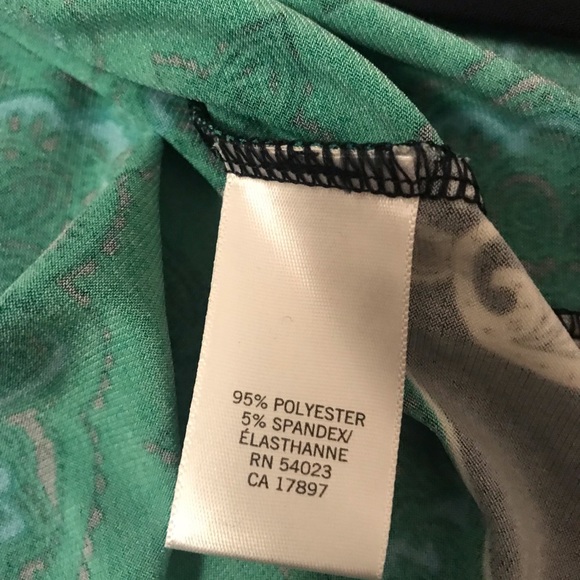 95% POLYESTER
5% SPANDEX/
ÉLASTHANNE
RN 54023
CA 17897